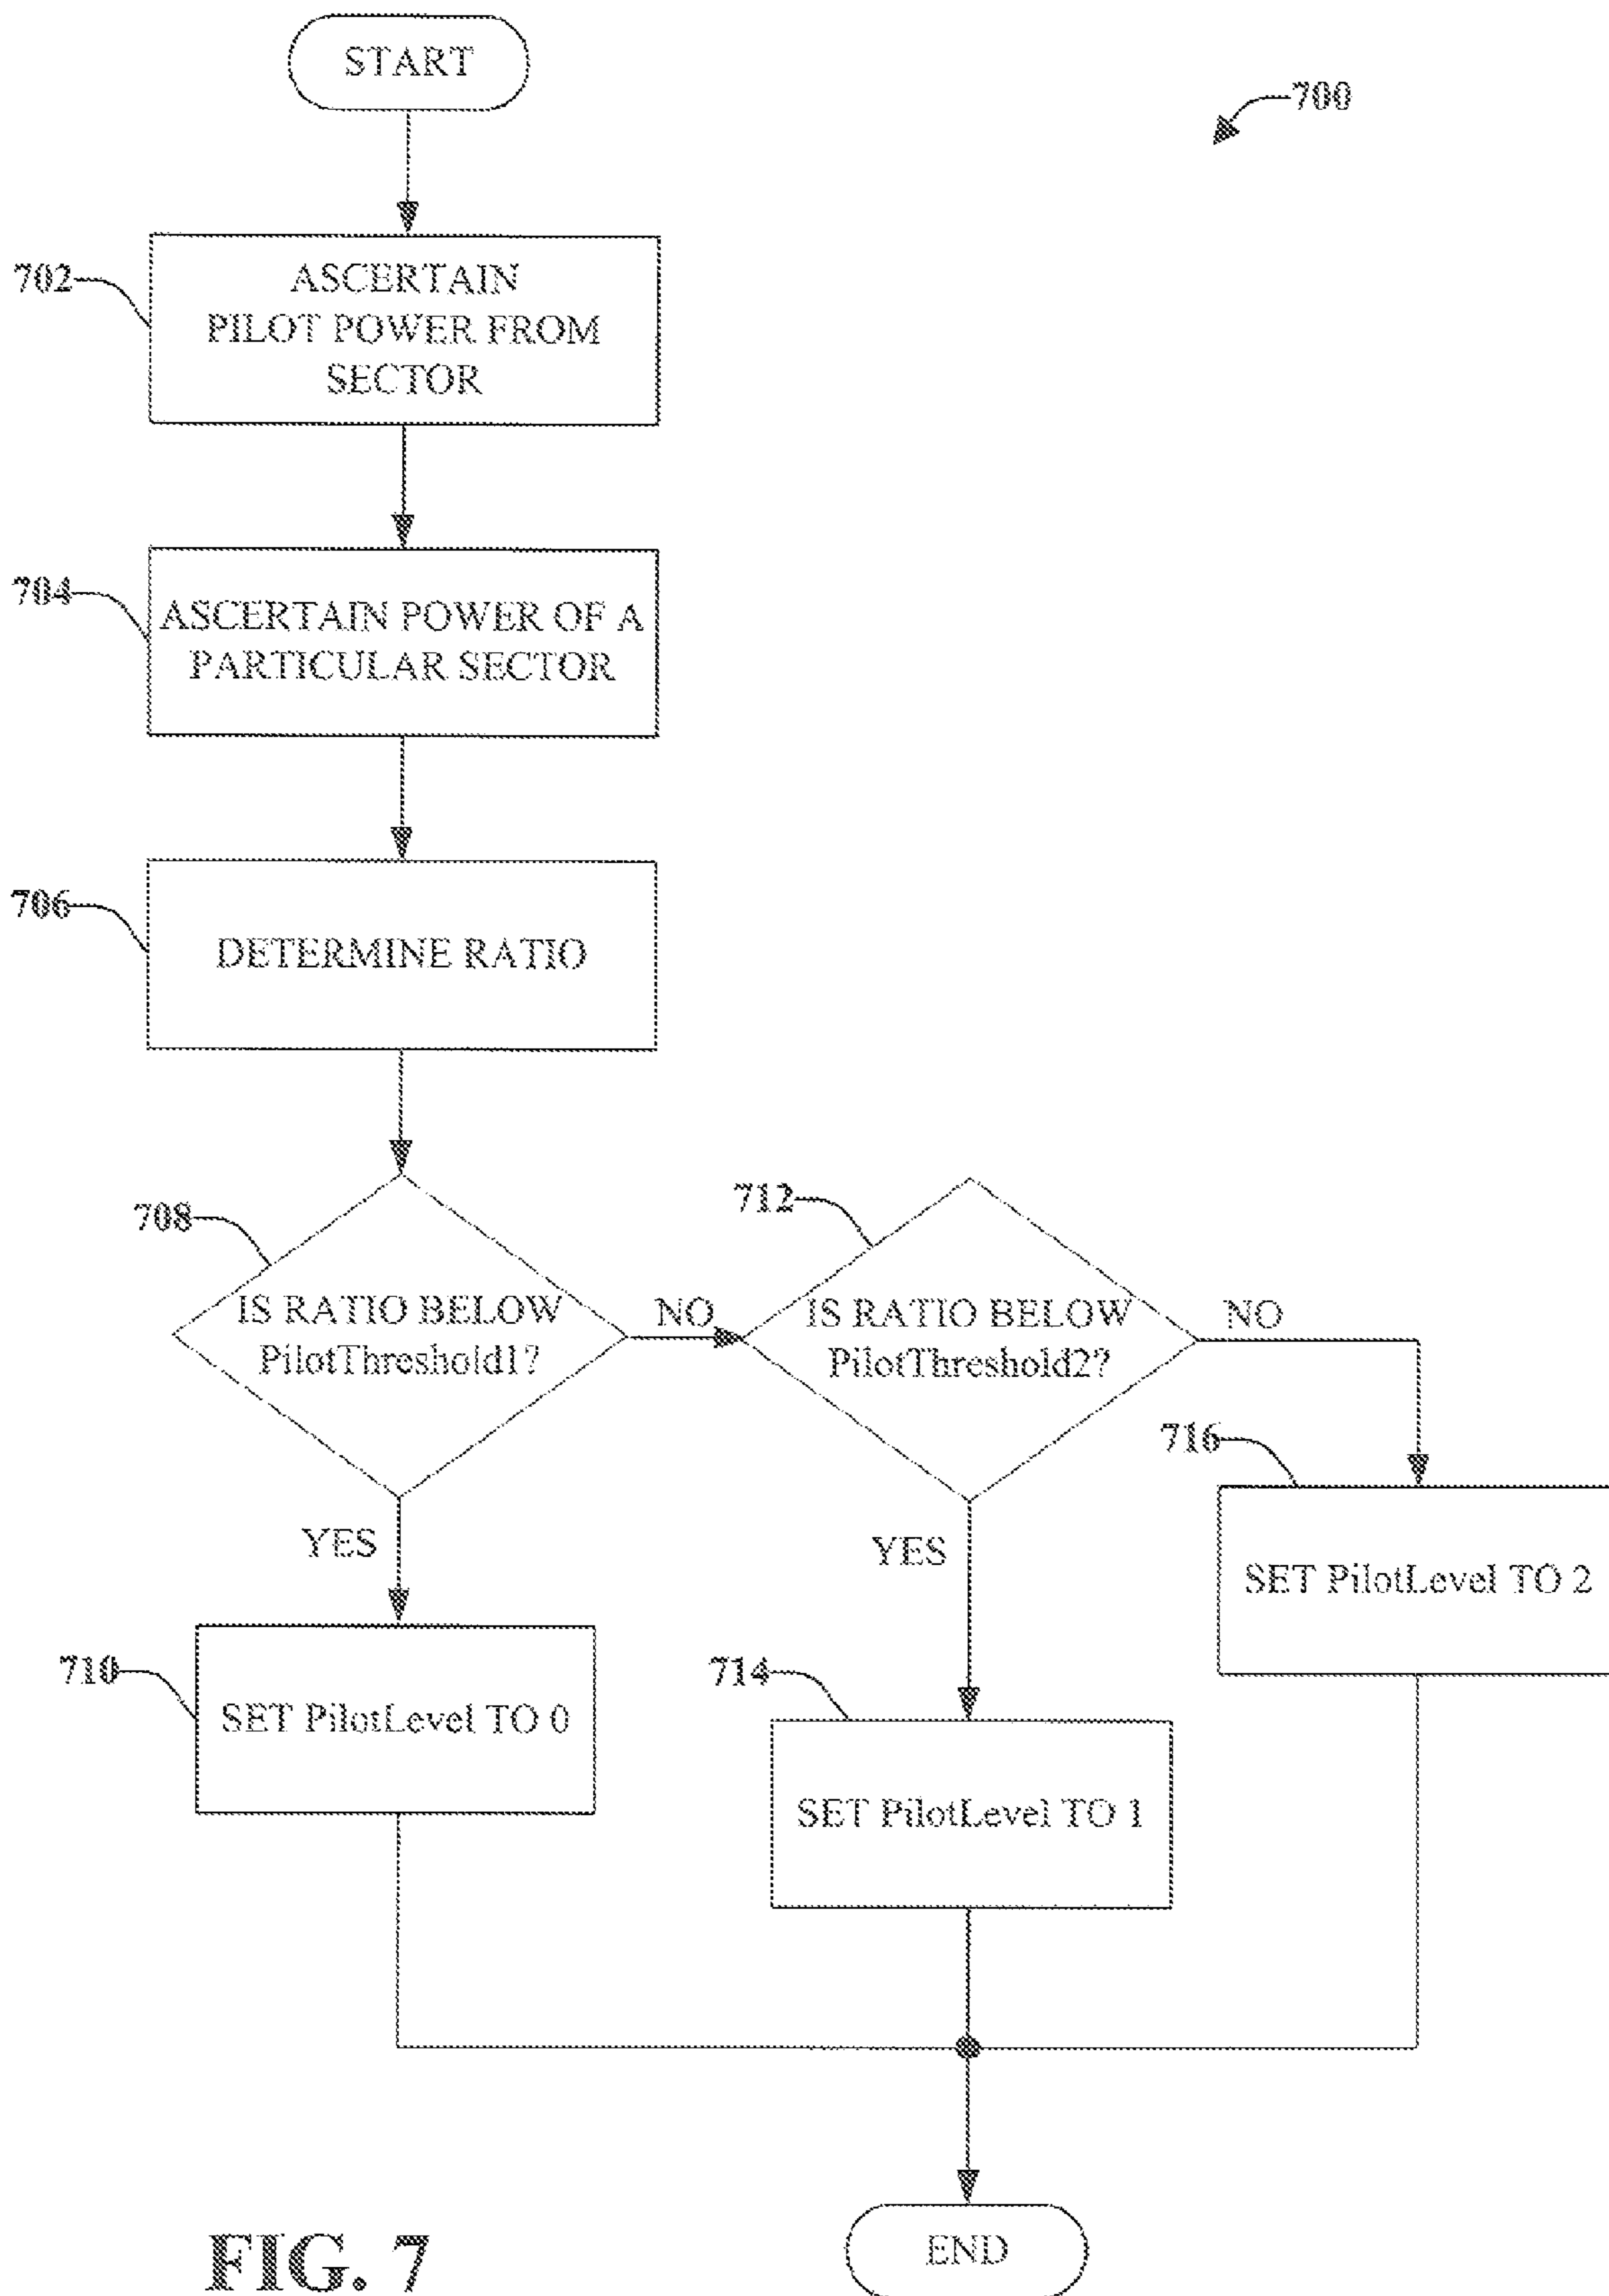 START
700
702
ASCERTAIN
PILOT POWER FROM
SECTOR
704
ASCERTAIN POWER OF A
PARTICULAR SECTOR
706
DETERMINE RATIO
708
IS RATIO BELOW
PilotThreshold1?
NO
712
IS RATIO BELOW
PilotThreshold2?
NO
YES
YES
716
SET PilotLevel TO 2
710
SET PilotLevel TO 0
714
SET PilotLevel TO 1
END
FIG. 7